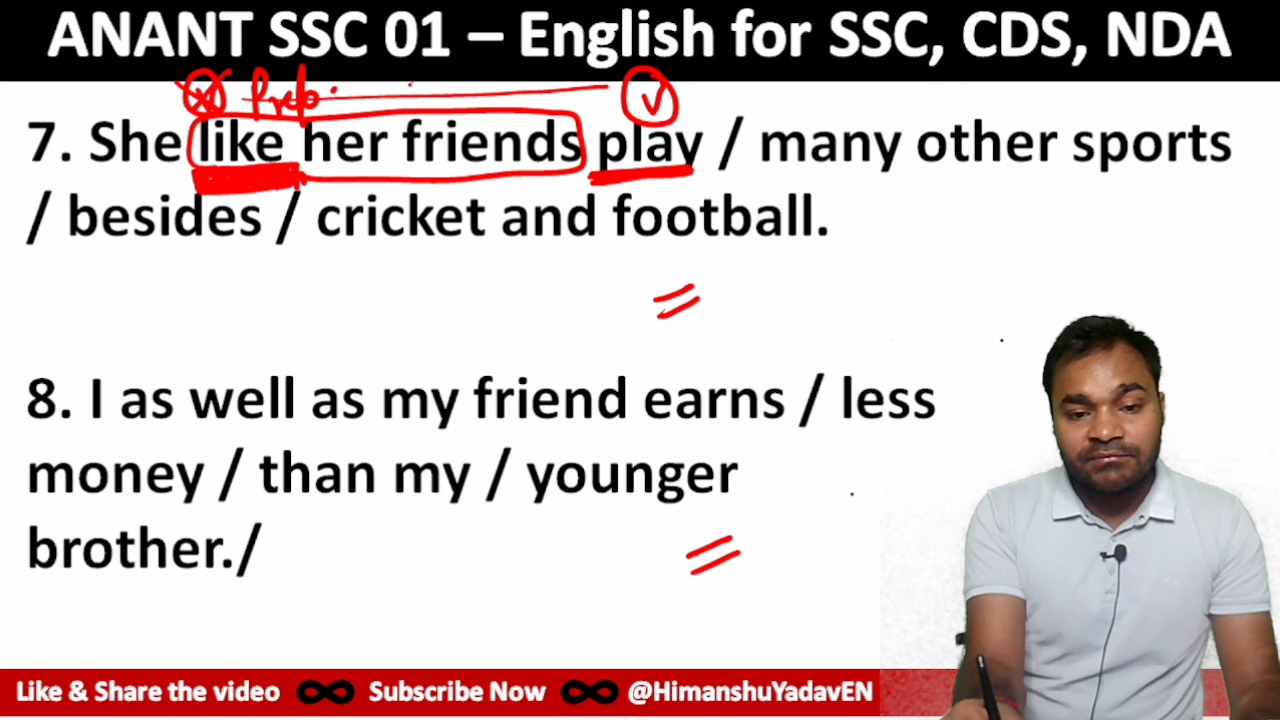 ANANT SSC 01 – English for SSC, CDS, NDA
Prep.
7. She like her friends play / many other sports
/ besides / cricket and football.
8. I as well as my friend earns / less
money / than my / younger
brother./
Like & Share the video Subscribe Now @HimanshuYadavEN